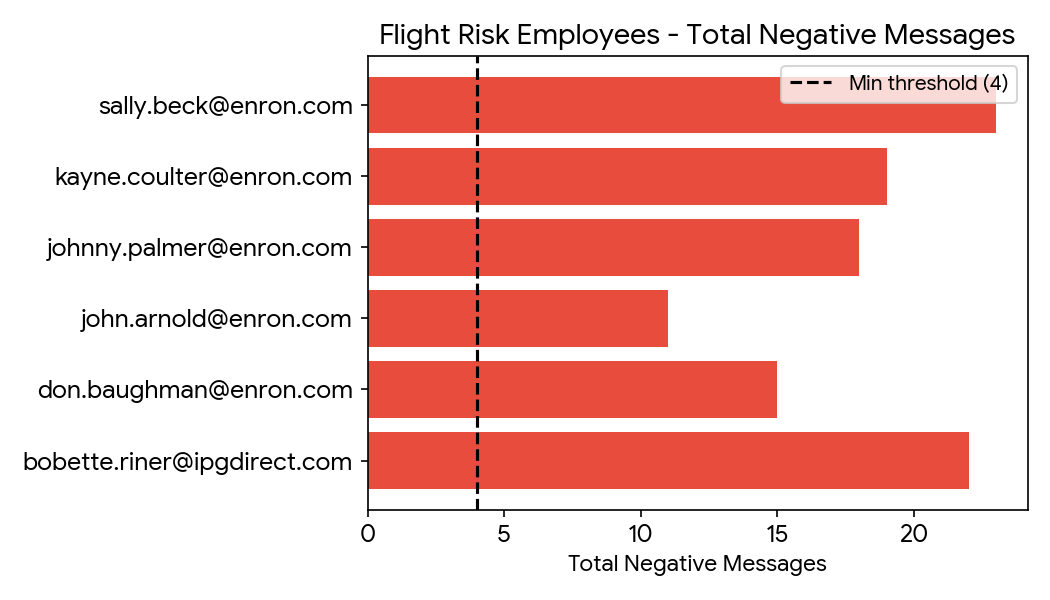 Flight Risk Employees - Total Negative Messages
Min threshold (4)
sally.beck@enron.com
kayne.coulter@enron.com
johnny.palmer@enron.com
john.arnold@enron.com
don.baughman@enron.com
bobette.riner@ipgdirect.com
0 5 10 15 20
Total Negative Messages